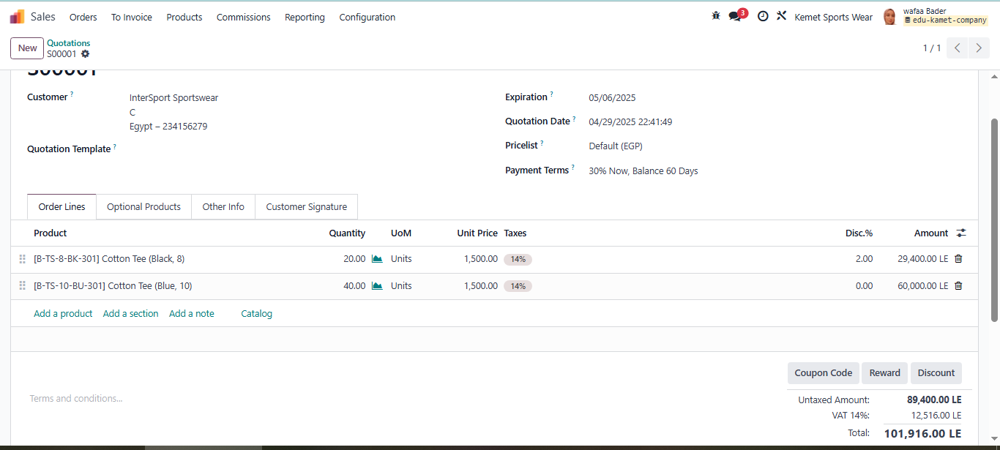 Sales Orders To Invoice Products Commissions Reporting Configuration 3 Kemet Sports Wear wafaa Bader
edu-kamet-company
New Quotations
S00001 1 / 1
S00001
Customer ? InterSport Sportswear Expiration ? 05/06/2025
C
Egypt – 234156279 Quotation Date ? 04/29/2025 22:41:49
Quotation Template ? Pricelist ? Default (EGP)
Payment Terms ? 30% Now, Balance 60 Days
Order Lines Optional Products Other Info Customer Signature
Product Quantity UoM Unit Price Taxes Disc.% Amount
[B-TS-8-BK-301] Cotton Tee (Black, 8) 20.00 Units 1,500.00 14% 2.00 29,400.00 LE
[B-TS-10-BU-301] Cotton Tee (Blue, 10) 40.00 Units 1,500.00 14% 0.00 60,000.00 LE
Add a product Add a section Add a note Catalog
Coupon Code Reward Discount
Terms and conditions... Untaxed Amount: 89,400.00 LE
VAT 14%: 12,516.00 LE
Total: 101,916.00 LE